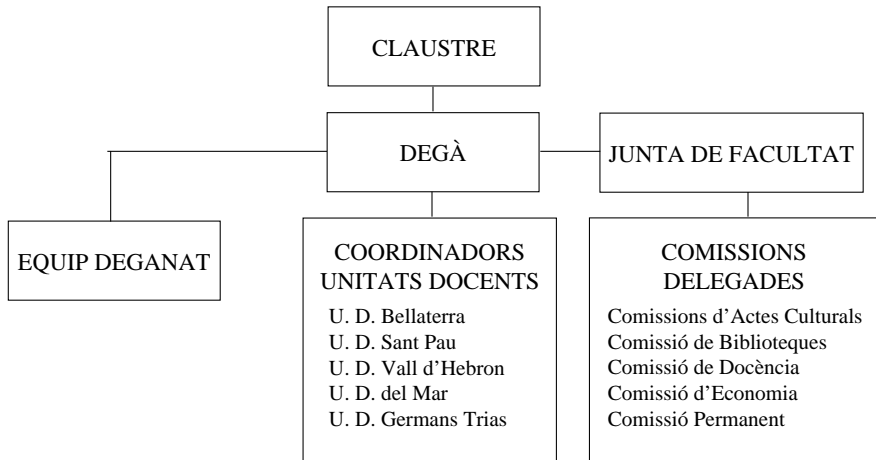 CLAUSTRE
DEGÀ
JUNTA DE FACULTAT
EQUIP DEGANAT
COORDINADORS
UNITATS DOCENTS
U. D. Bellaterra
U. D. Sant Pau
U. D. Vall d’Hebron
U. D. del Mar
U. D. Germans Trias
COMISSIONS
DELEGADES
Comissions d’Actes Culturals
Comissió de Biblioteques
Comissió de Docència
Comissió d’Economia
Comissió Permanent